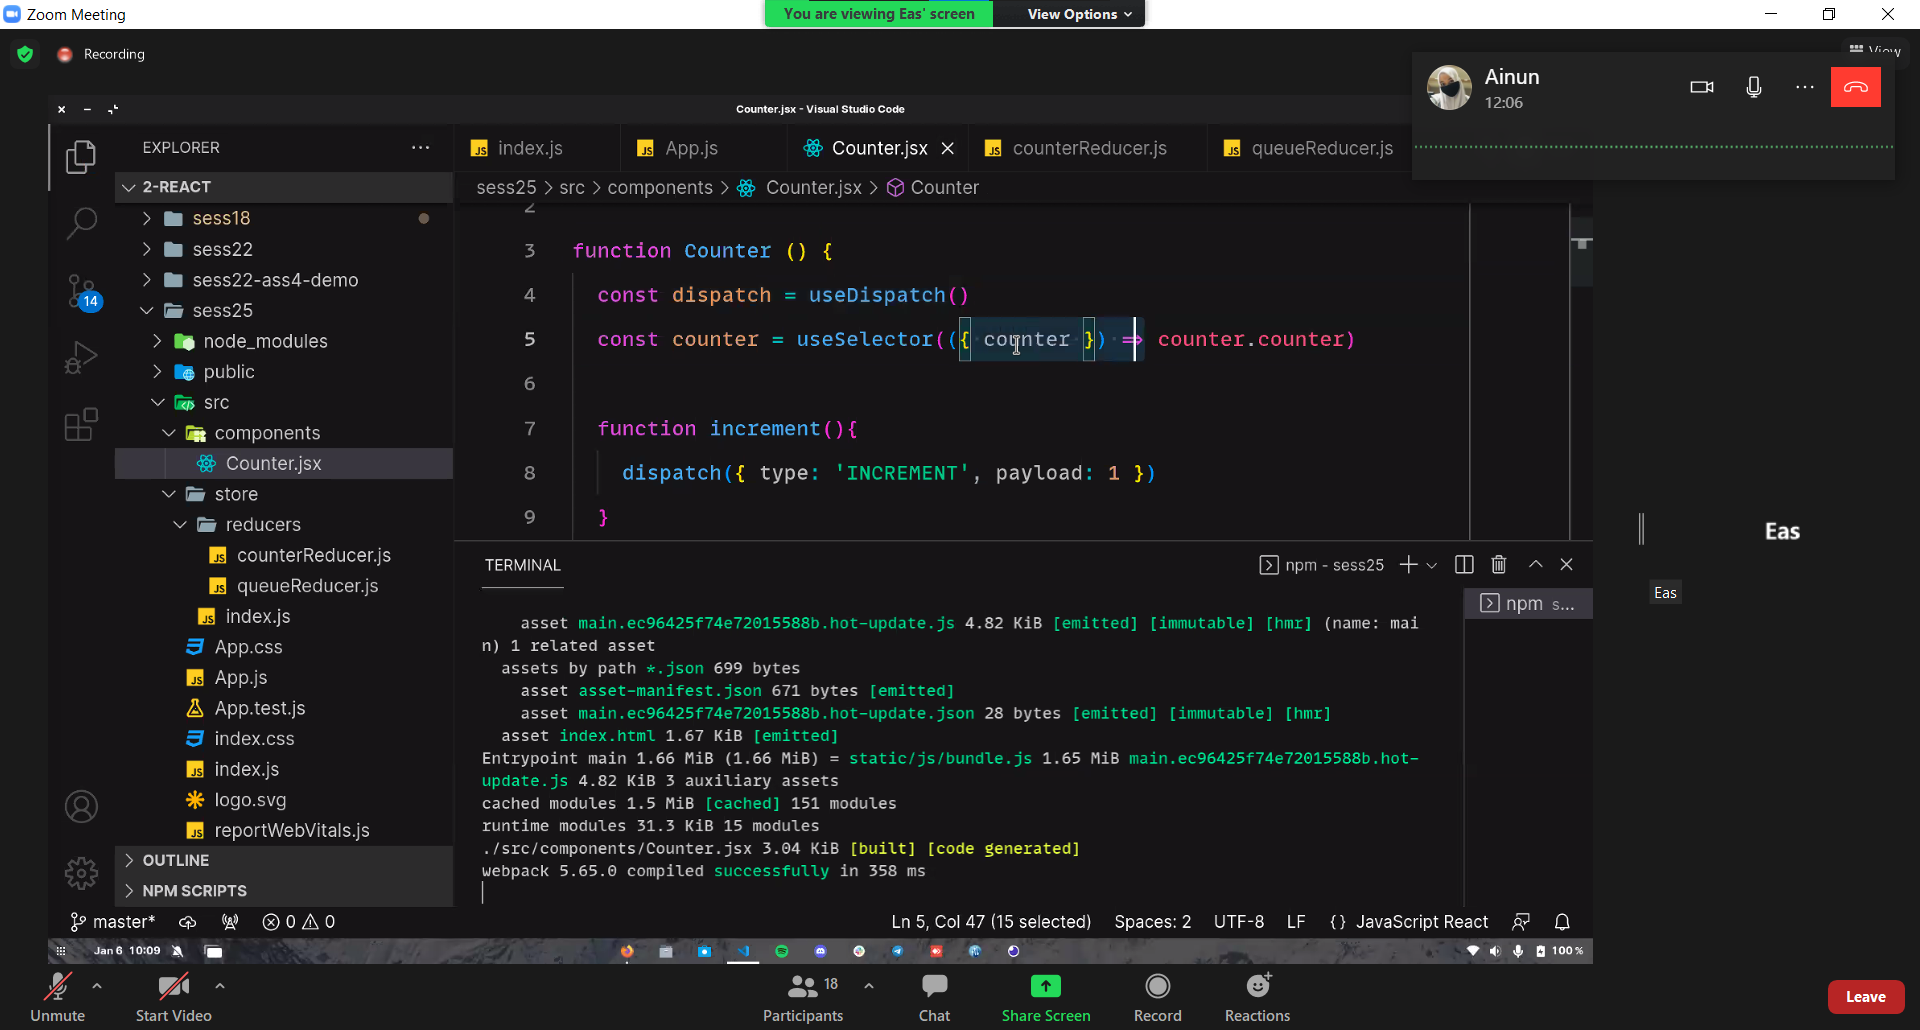 Zoom Meeting
You are viewing Eas' screen
View Options
Recording
View
Ainun
12:06
Counter.jsx - Visual Studio Code
EXPLORER
index.js
App.js
Counter.jsx
counterReducer.js
queueReducer.js
2-REACT
sess25 > src > components > Counter.jsx > Counter
sess18
sess22
sess22-ass4-demo
sess25
node_modules
public
src
components
Counter.jsx
store
reducers
counterReducer.js
queueReducer.js
index.js
App.css
App.js
App.test.js
index.css
index.js
logo.svg
reportWebVitals.js
OUTLINE
NPM SCRIPTS
14
2
3 function Counter () {
4 const dispatch = useDispatch()
5 const counter = useSelector(({ counter }) => counter.counter)
6
7 function increment(){
8 dispatch({ type: 'INCREMENT', payload: 1 })
9 }
TERMINAL
npm - sess25
npm s...
asset main.ec96425f74e72015588b.hot-update.js 4.82 KiB [emitted] [immutable] [hmr] (name: mai
n) 1 related asset
assets by path *.json 699 bytes
asset asset-manifest.json 671 bytes [emitted]
asset main.ec96425f74e72015588b.hot-update.json 28 bytes [emitted] [immutable] [hmr]
asset index.html 1.67 KiB [emitted]
Entrypoint main 1.66 MiB (1.66 MiB) = static/js/bundle.js 1.65 MiB main.ec96425f74e72015588b.hot-
update.js 4.82 KiB 3 auxiliary assets
cached modules 1.5 MiB [cached] 151 modules
runtime modules 31.3 KiB 15 modules
./src/components/Counter.jsx 3.04 KiB [built] [code generated]
webpack 5.65.0 compiled successfully in 358 ms
Eas
Eas
master*
0 0
Ln 5, Col 47 (15 selected)
Spaces: 2
UTF-8
LF
{} JavaScript React
Jan 6 10:09
100 %
Unmute
Start Video
18
Participants
Chat
Share Screen
Record
Reactions
Leave